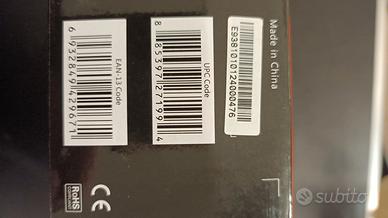 Made in China
E9381010124000476
UPC Code
8 85397 27199 4
EAN-13 Code
6 932849 429671
RoHS
COMPLIANT
CE
subito